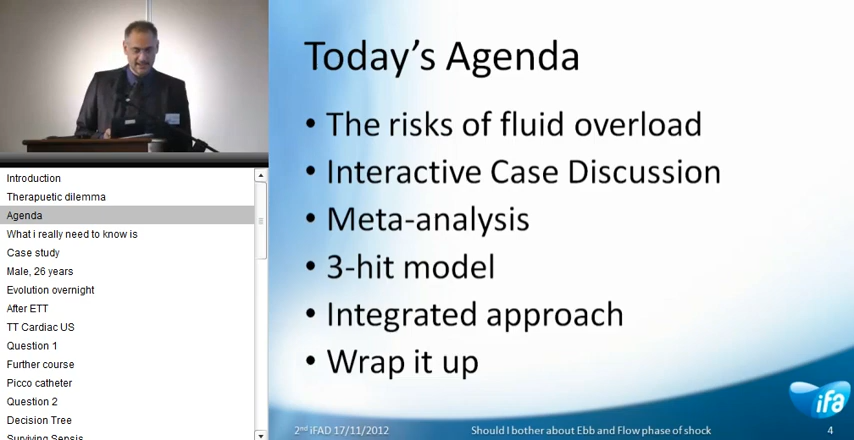 Today's Agenda
• The risks of fluid overload
• Interactive Case Discussion
• Meta-analysis
• 3-hit model
• Integrated approach
• Wrap it up
ifa
2nd iFAD 17/11/2012
Should I bother about Ebb and Flow phase of shock
4
Introduction
Therapuetic dilemma
Agenda
What i really need to know is
Case study
Male, 26 years
Evolution overnight
After ETT
TT Cardiac US
Question 1
Further course
Picco catheter
Question 2
Decision Tree
Surviving Sepsis